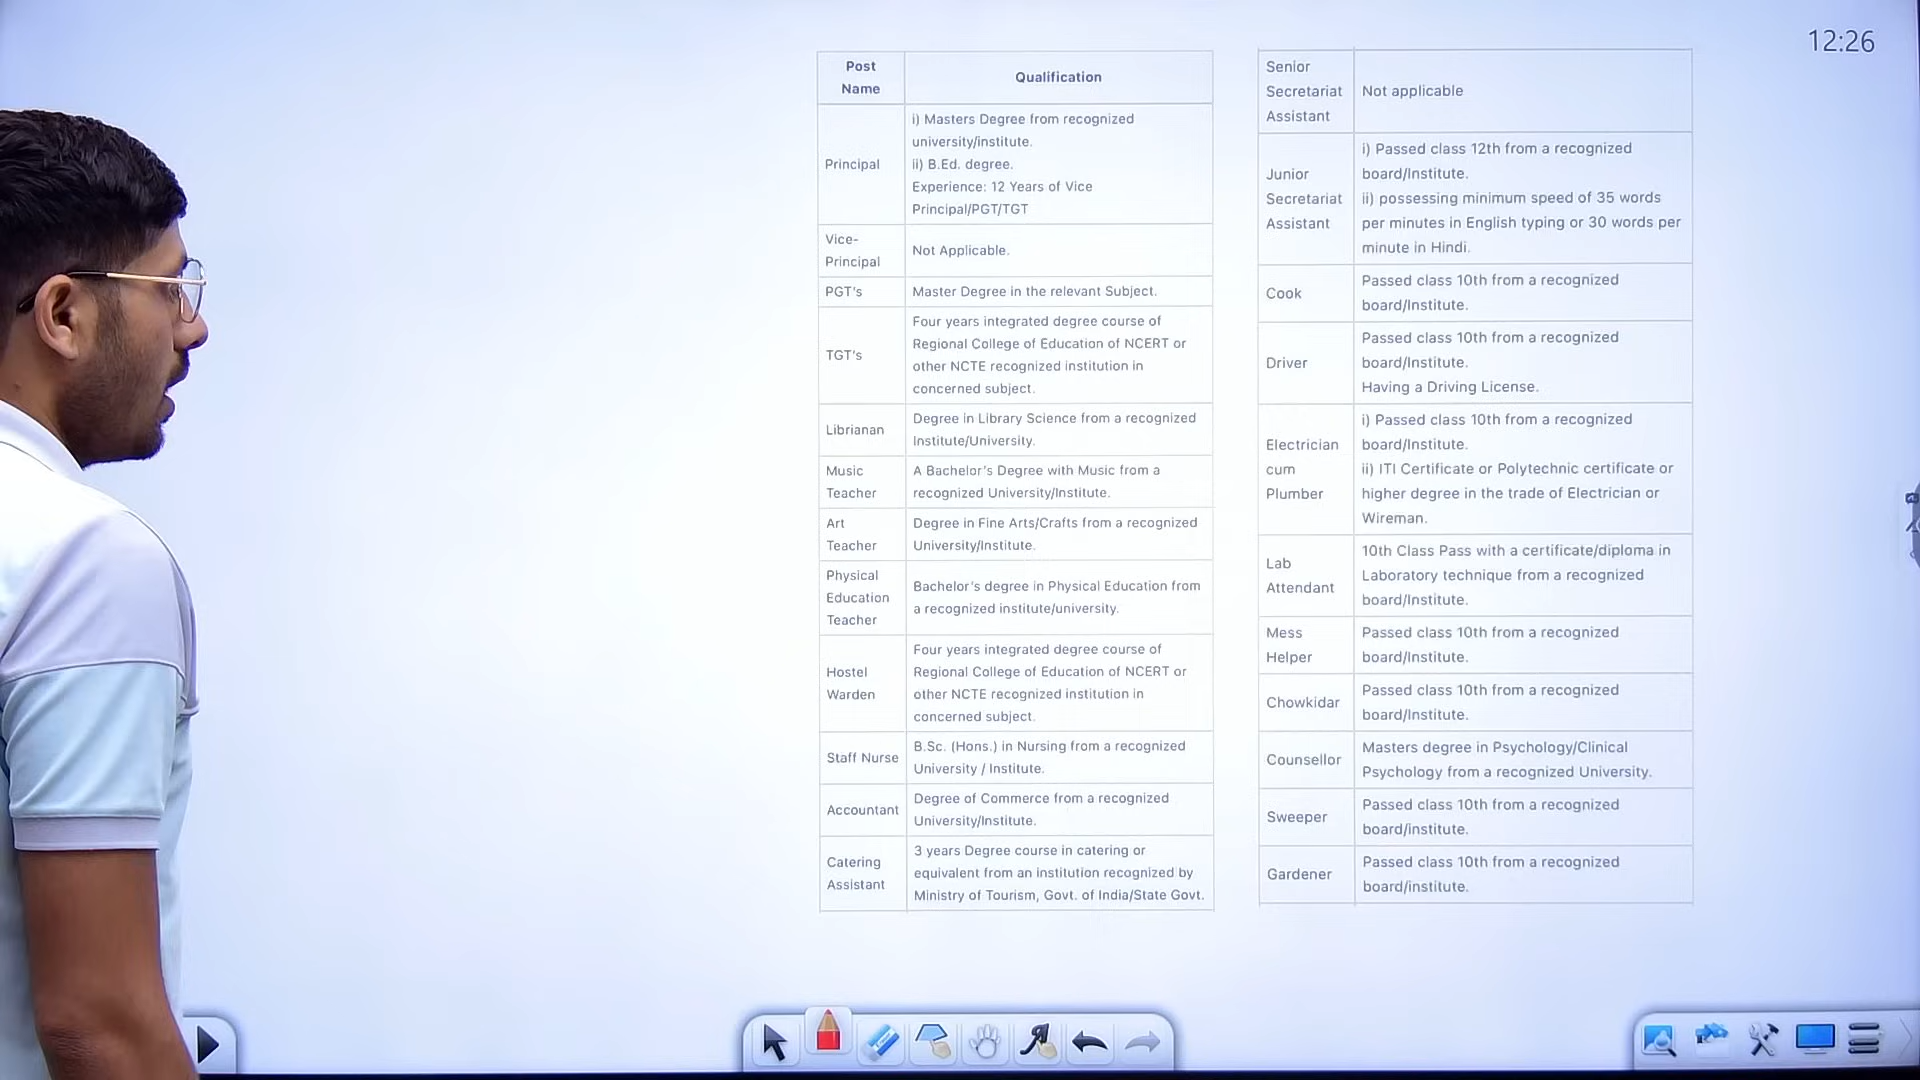 12:26
Post
Name
Qualification
Principal
i) Masters Degree from recognized
university/institute.
ii) B.Ed. degree.
Experience: 12 Years of Vice
Principal/PGT/TGT
Vice-
Principal
Not Applicable.
PGT's
Master Degree in the relevant Subject.
TGT's
Four years integrated degree course of
Regional College of Education of NCERT or
other NCTE recognized institution in
concerned subject.
Librianan
Degree in Library Science from a recognized
Institute/University.
Music
Teacher
A Bachelor's Degree with Music from a
recognized University/Institute.
Art
Teacher
Degree in Fine Arts/Crafts from a recognized
University/Institute.
Physical
Education
Teacher
Bachelor's degree in Physical Education from
a recognized institute/university.
Hostel
Warden
Four years integrated degree course of
Regional College of Education of NCERT or
other NCTE recognized institution in
concerned subject.
Staff Nurse
B.Sc. (Hons.) in Nursing from a recognized
University / Institute.
Accountant
Degree of Commerce from a recognized
University/Institute.
Catering
Assistant
3 years Degree course in catering or
equivalent from an institution recognized by
Ministry of Tourism, Govt. of India/State Govt.
Senior
Secretariat
Assistant
Not applicable
Junior
Secretariat
Assistant
i) Passed class 12th from a recognized
board/Institute.
ii) possessing minimum speed of 35 words
per minutes in English typing or 30 words per
minute in Hindi.
Cook
Passed class 10th from a recognized
board/Institute.
Driver
Passed class 10th from a recognized
board/Institute.
Having a Driving License.
Electrician
cum
Plumber
i) Passed class 10th from a recognized
board/Institute.
ii) ITI Certificate or Polytechnic certificate or
higher degree in the trade of Electrician or
Wireman.
Lab
Attendant
10th Class Pass with a certificate/diploma in
Laboratory technique from a recognized
board/Institute.
Mess
Helper
Passed class 10th from a recognized
board/Institute.
Chowkidar
Passed class 10th from a recognized
board/Institute.
Counsellor
Masters degree in Psychology/Clinical
Psychology from a recognized University.
Sweeper
Passed class 10th from a recognized
board/institute.
Gardener
Passed class 10th from a recognized
board/institute.